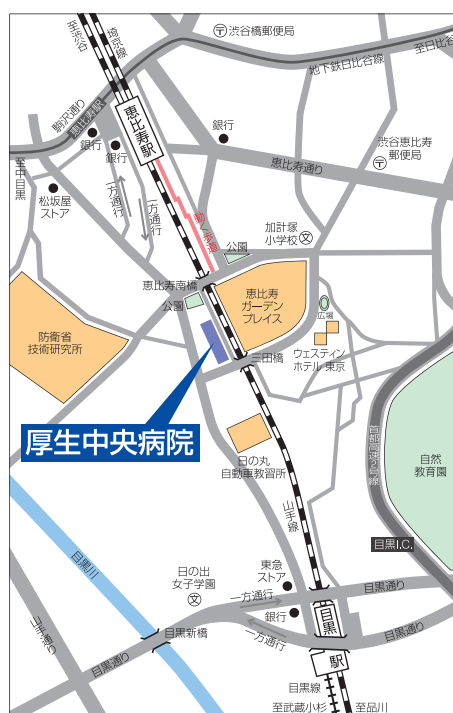 至渋谷
埼京線
渋谷橋郵便局
至日比谷
地下鉄日比谷線
駒沢通り
恵比寿駅
恵比寿駅
銀行
銀行
銀行
渋谷恵比寿
郵便局
恵比寿通り
至中目黒
松坂屋
ストア
一方通行
一方通行
動く歩道
加計塚
小学校
文
公園
恵比寿南橋
公園
恵比寿
ガーデン
プレイス
広場
防衛省
技術研究所
三田橋
ウェスティン
ホテル 東京
厚生中央病院
首都高速2号線
日の丸
自動車教習所
自然
教育園
山手線
目黒I.C.
目黒川
日の出
女子学園
文
東急
ストア
一方通行
目黒通り
銀行
目黒
駅
山手通り
目黒新橋
一方通行
目黒通り
目黒通り
目黒線
至武蔵小杉
至品川